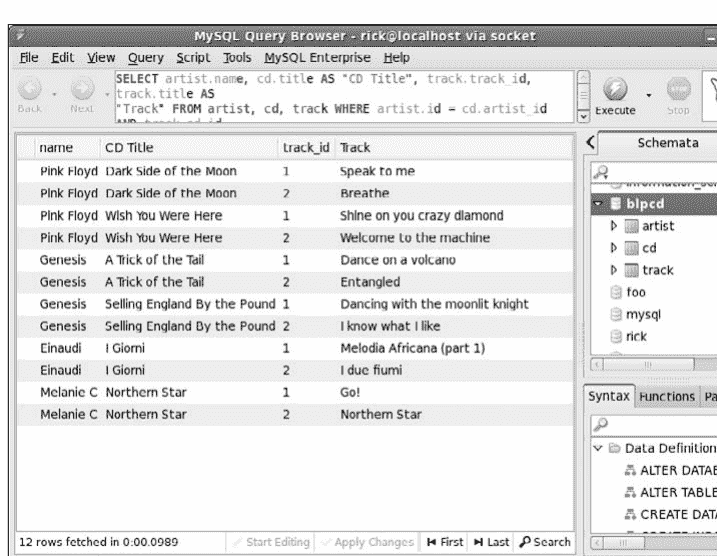 MySQL Query Browser - rick@localhost via socket
File Edit View Query Script Tools MySQL Enterprise Help
SELECT artist.name, cd.title AS "CD Title", track.track_id,
track.title AS
"Track" FROM artist, cd, track WHERE artist.id = cd.artist_id
Back Next Execute Stop
name CD Title track_id Track
Pink Floyd Dark Side of the Moon 1 Speak to me
Pink Floyd Dark Side of the Moon 2 Breathe
Pink Floyd Wish You Were Here 1 Shine on you crazy diamond
Pink Floyd Wish You Were Here 2 Welcome to the machine
Genesis A Trick of the Tail 1 Dance on a volcano
Genesis A Trick of the Tail 2 Entangled
Genesis Selling England By the Pound 1 Dancing with the moonlit knight
Genesis Selling England By the Pound 2 I know what I like
Einaudi I Giorni 1 Melodia Africana (part 1)
Einaudi I Giorni 2 I due fiumi
Melanie C Northern Star 1 Go!
Melanie C Northern Star 2 Northern Star
12 rows fetched in 0:00.0989 Start Editing Apply Changes First Last Search
Schemata
blpcd
artist
cd
track
foo
mysql
rick
Syntax Functions Pa
Data Definition
ALTER DATAB
ALTER TABLE
CREATE DATA